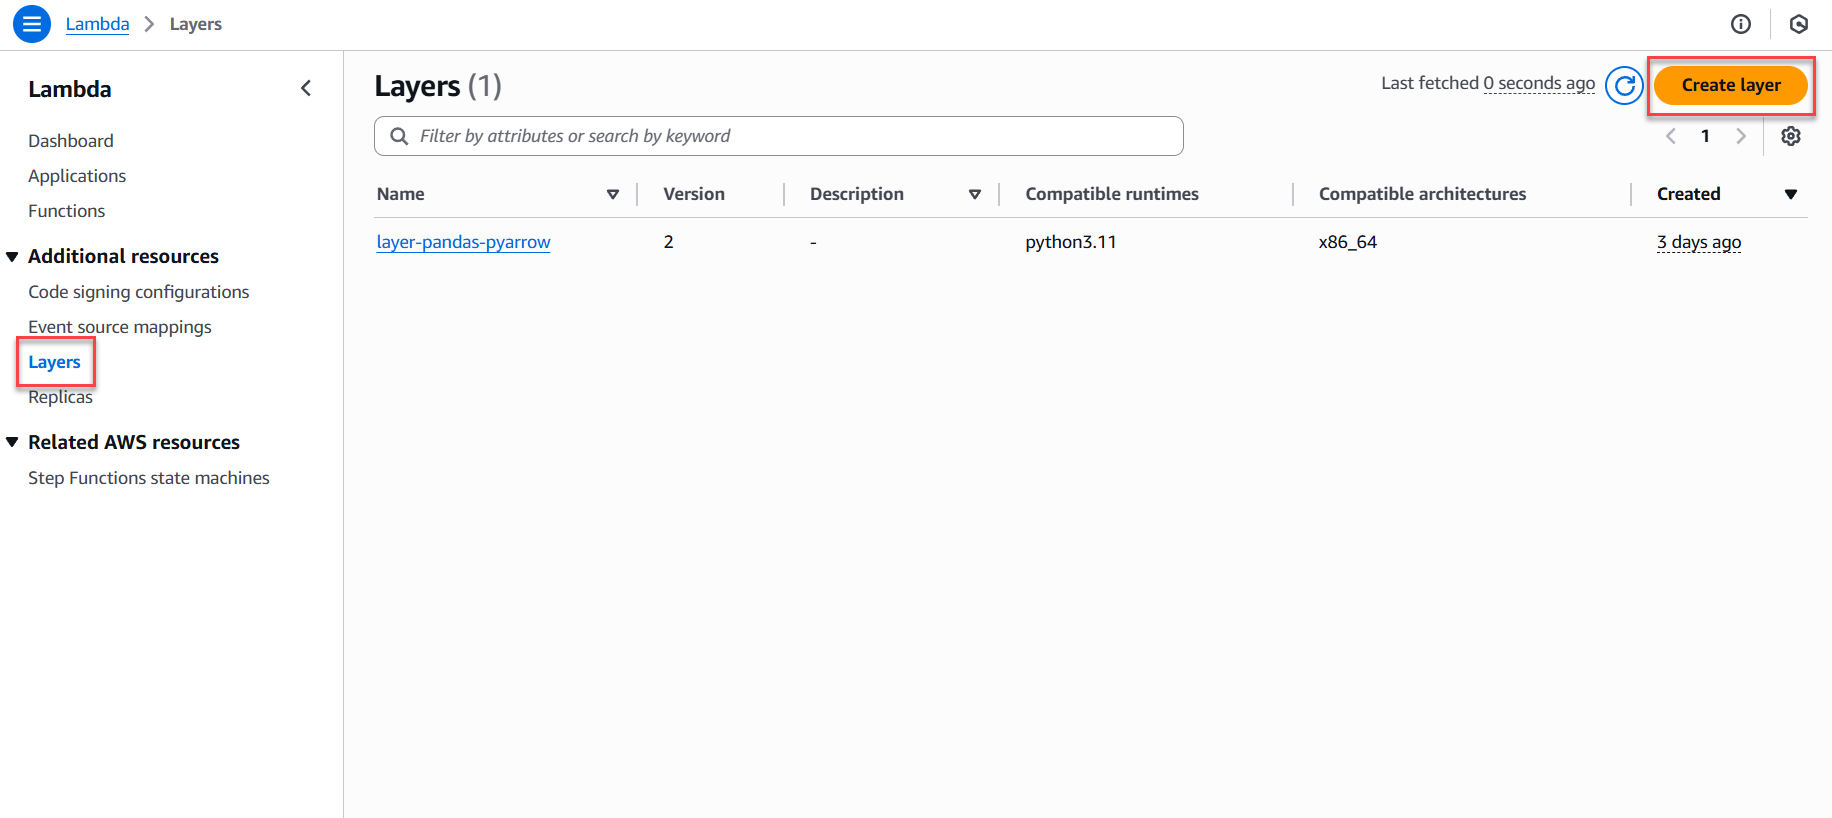 Lambda > Layers
Lambda
Dashboard
Applications
Functions
Additional resources
Code signing configurations
Event source mappings
Layers
Replicas
Related AWS resources
Step Functions state machines
Layers (1)
Last fetched 0 seconds ago
Create layer
Filter by attributes or search by keyword
1
Name Version Description Compatible runtimes Compatible architectures Created
layer-pandas-pyarrow 2 - python3.11 x86_64 3 days ago